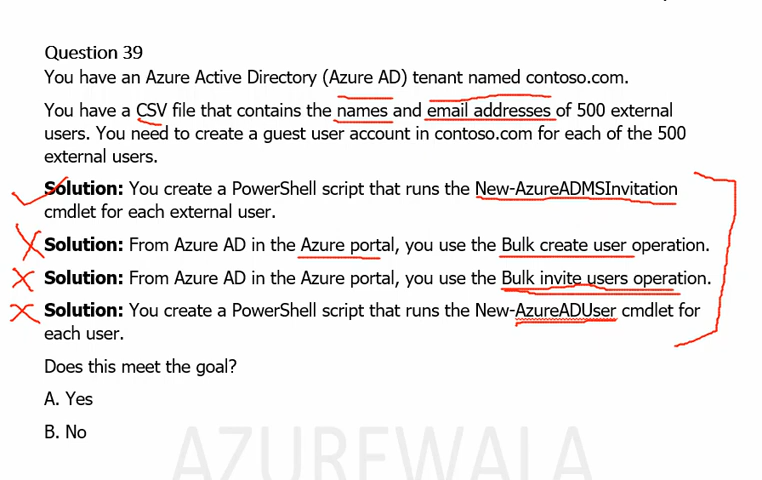 Question 39
You have an Azure Active Directory (Azure AD) tenant named contoso.com.
You have a CSV file that contains the names and email addresses of 500 external
users. You need to create a guest user account in contoso.com for each of the 500
external users.
Solution: You create a PowerShell script that runs the New-AzureADMSInvitation
cmdlet for each external user.
Solution: From Azure AD in the Azure portal, you use the Bulk create user operation.
Solution: From Azure AD in the Azure portal, you use the Bulk invite users operation.
Solution: You create a PowerShell script that runs the New-AzureADUser cmdlet for
each user.
Does this meet the goal?
A. Yes
B. No
AZUREWALA